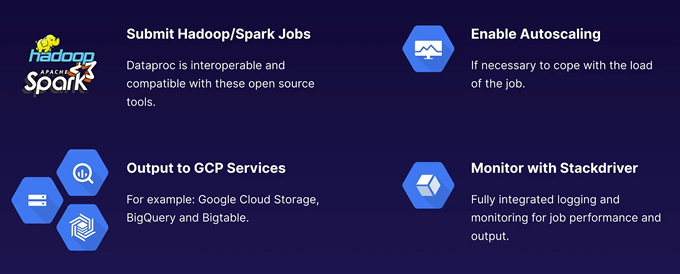 hadoop
APACHE
Spark
Submit Hadoop/Spark Jobs
Dataproc is interoperable and
compatible with these open source
tools.
Enable Autoscaling
If necessary to cope with the load
of the job.
Output to GCP Services
For example: Google Cloud Storage,
BigQuery and Bigtable.
Monitor with Stackdriver
Fully integrated logging and
monitoring for job performance and
output.